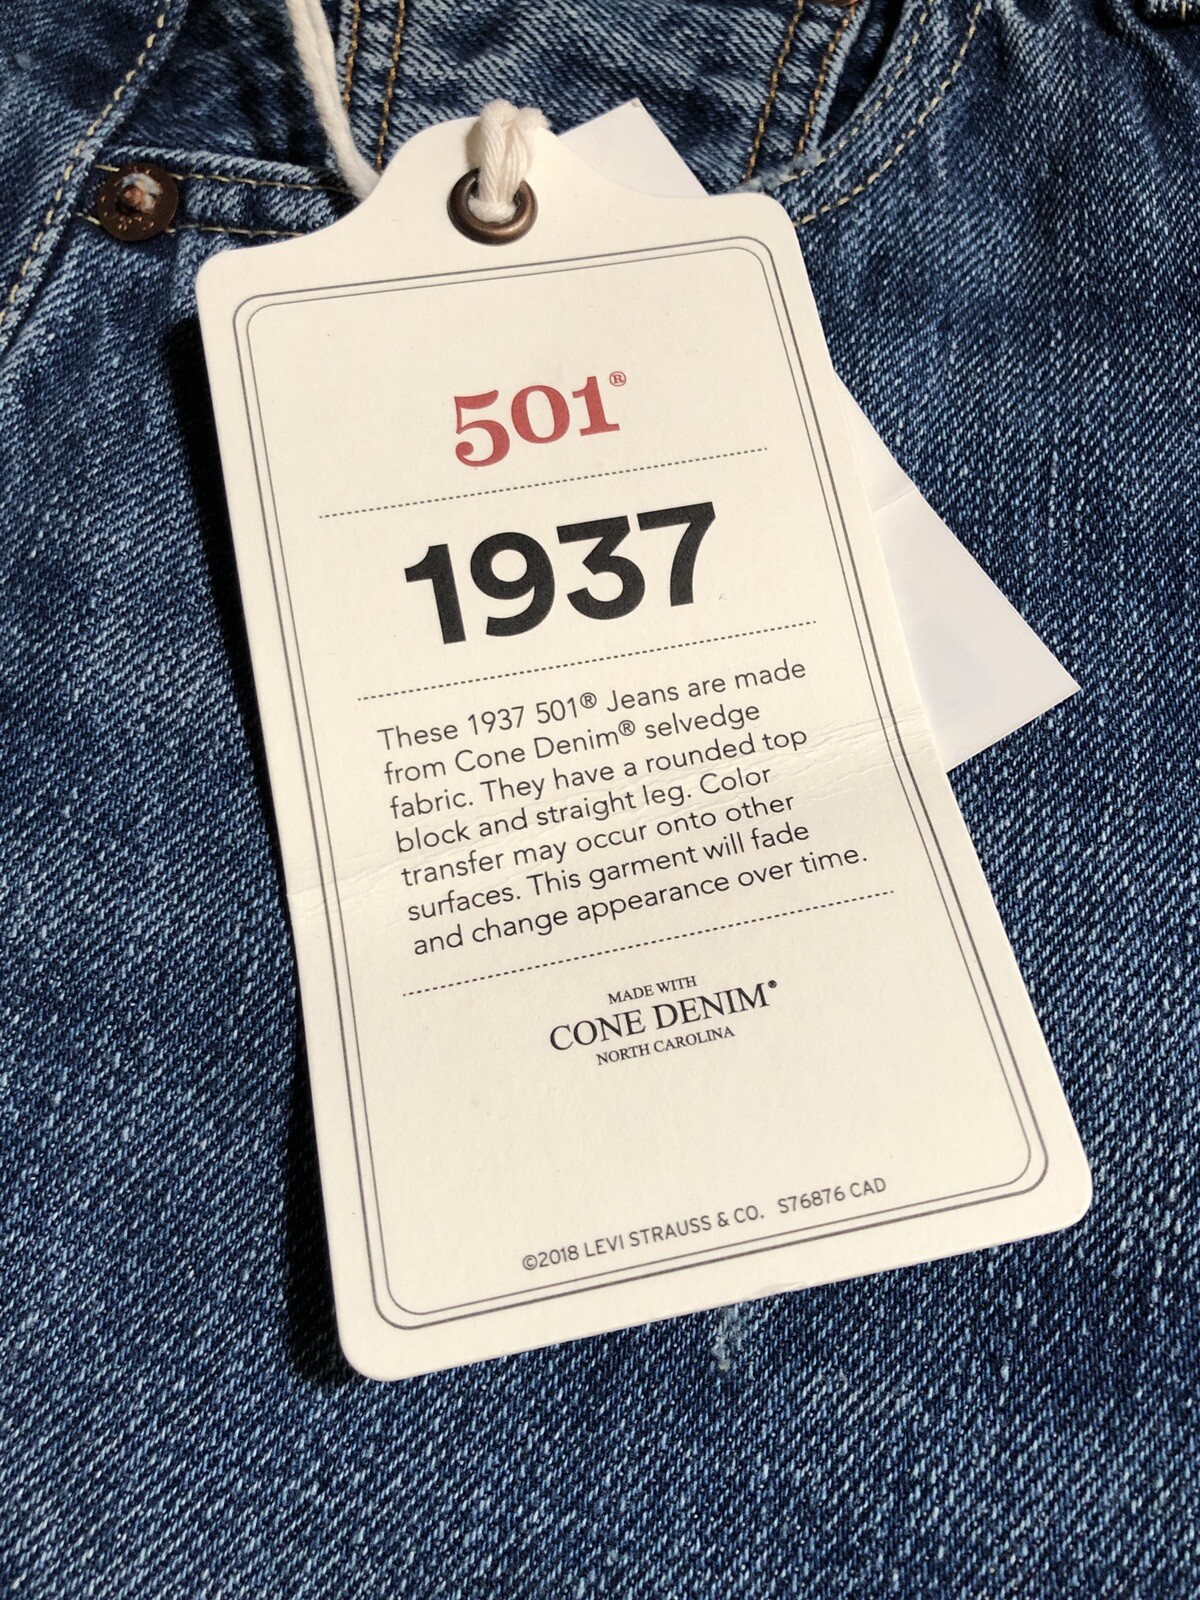 501®
1937
These 1937 501® Jeans are made
from Cone Denim® selvedge
fabric. They have a rounded top
block and straight leg. Color
transfer may occur onto other
surfaces. This garment will fade
and change appearance over time.
MADE WITH
CONE DENIM®
NORTH CAROLINA
©2018 LEVI STRAUSS & CO. S76876 CAD